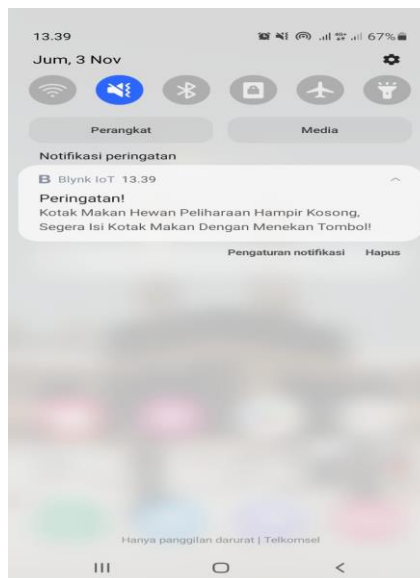 13.39 67%
Jum, 3 Nov
Perangkat Media
Notifikasi peringatan
B Blynk IoT 13.39
Peringatan!
Kotak Makan Hewan Peliharaan Hampir Kosong,
Segera Isi Kotak Makan Dengan Menekan Tombol!
Pengaturan notifikasi Hapus
Hanya panggilan darurat | Telkomsel